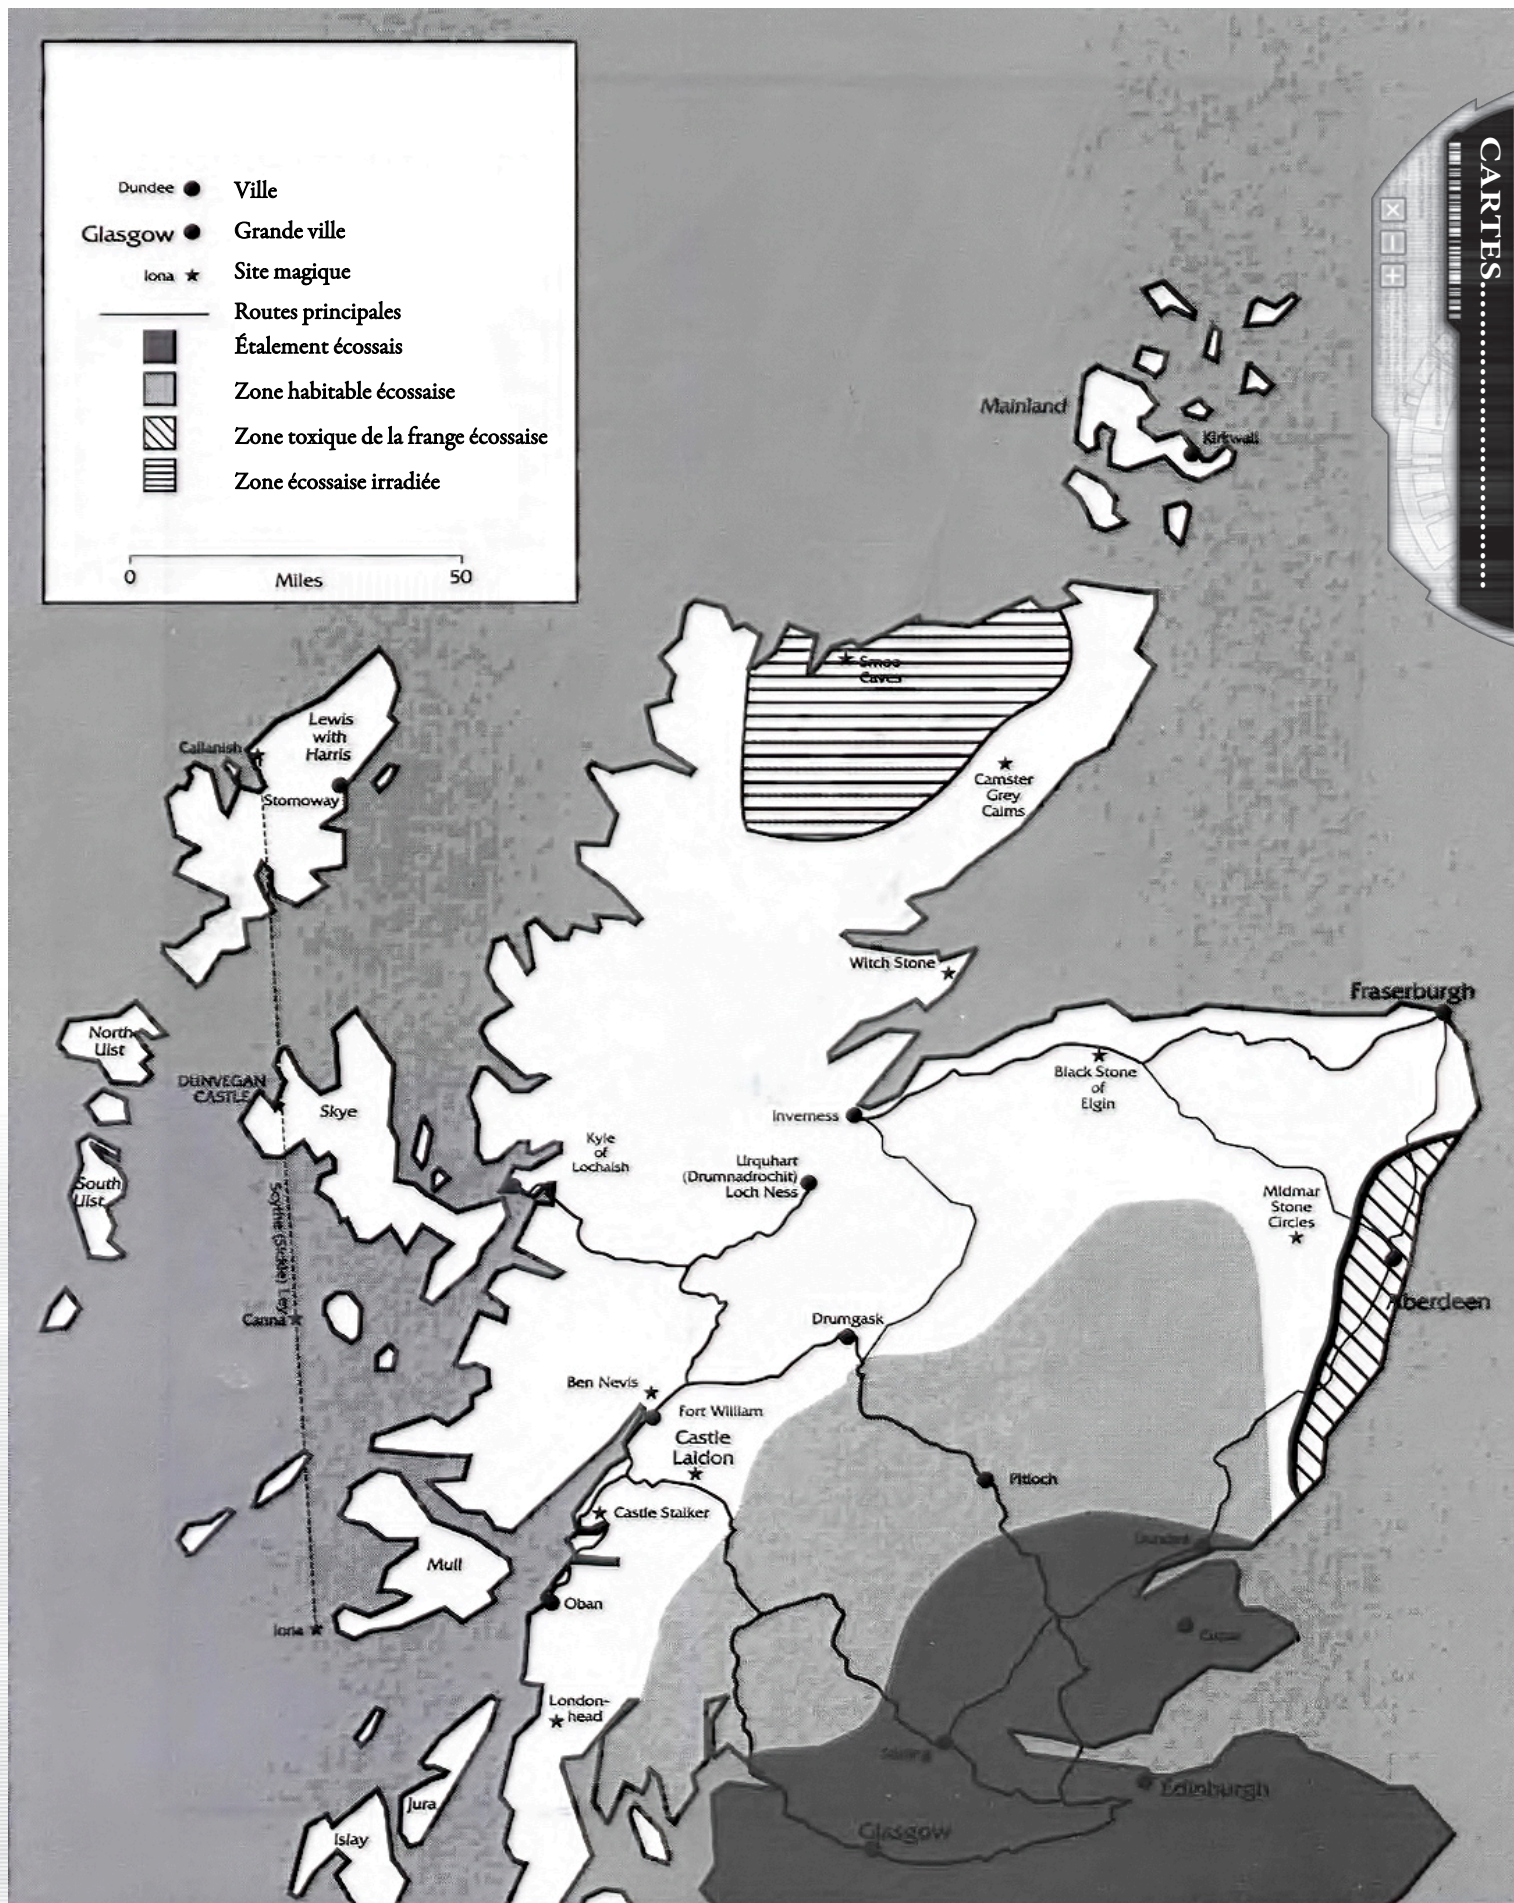 CARTES
Dundee
Ville
Glasgow
Grande ville
Iona
Site magique
Routes principales
Étalement écossais
Zone habitable écossaise
Zone toxique de la frange écossaise
Zone écossaise irradiée
0
Miles
50
Mainland
Kirkwall
Smoo
Caves
Lewis
with
Harris
Callanish
Stornoway
Camster
Grey
Cairns
Witch Stone
Fraserburgh
North
Uist
DUNVEGAN
CASTLE
Skye
Black Stone
of
Elgin
Inverness
Kyle
of
Lochalsh
Urquhart
(Drumnadrochit)
Loch Ness
South
Uist
Midmar
Stone
Circles
Scythe (Sickle) Ley
Canna
Aberdeen
Drumgask
Ben Nevis
Fort William
Castle
Laidon
Pitloch
Castle Stalker
Dundee
Mull
Oban
Iona
Cupar
London-
head
Stirling
Edinburgh
Jura
Glasgow
Islay